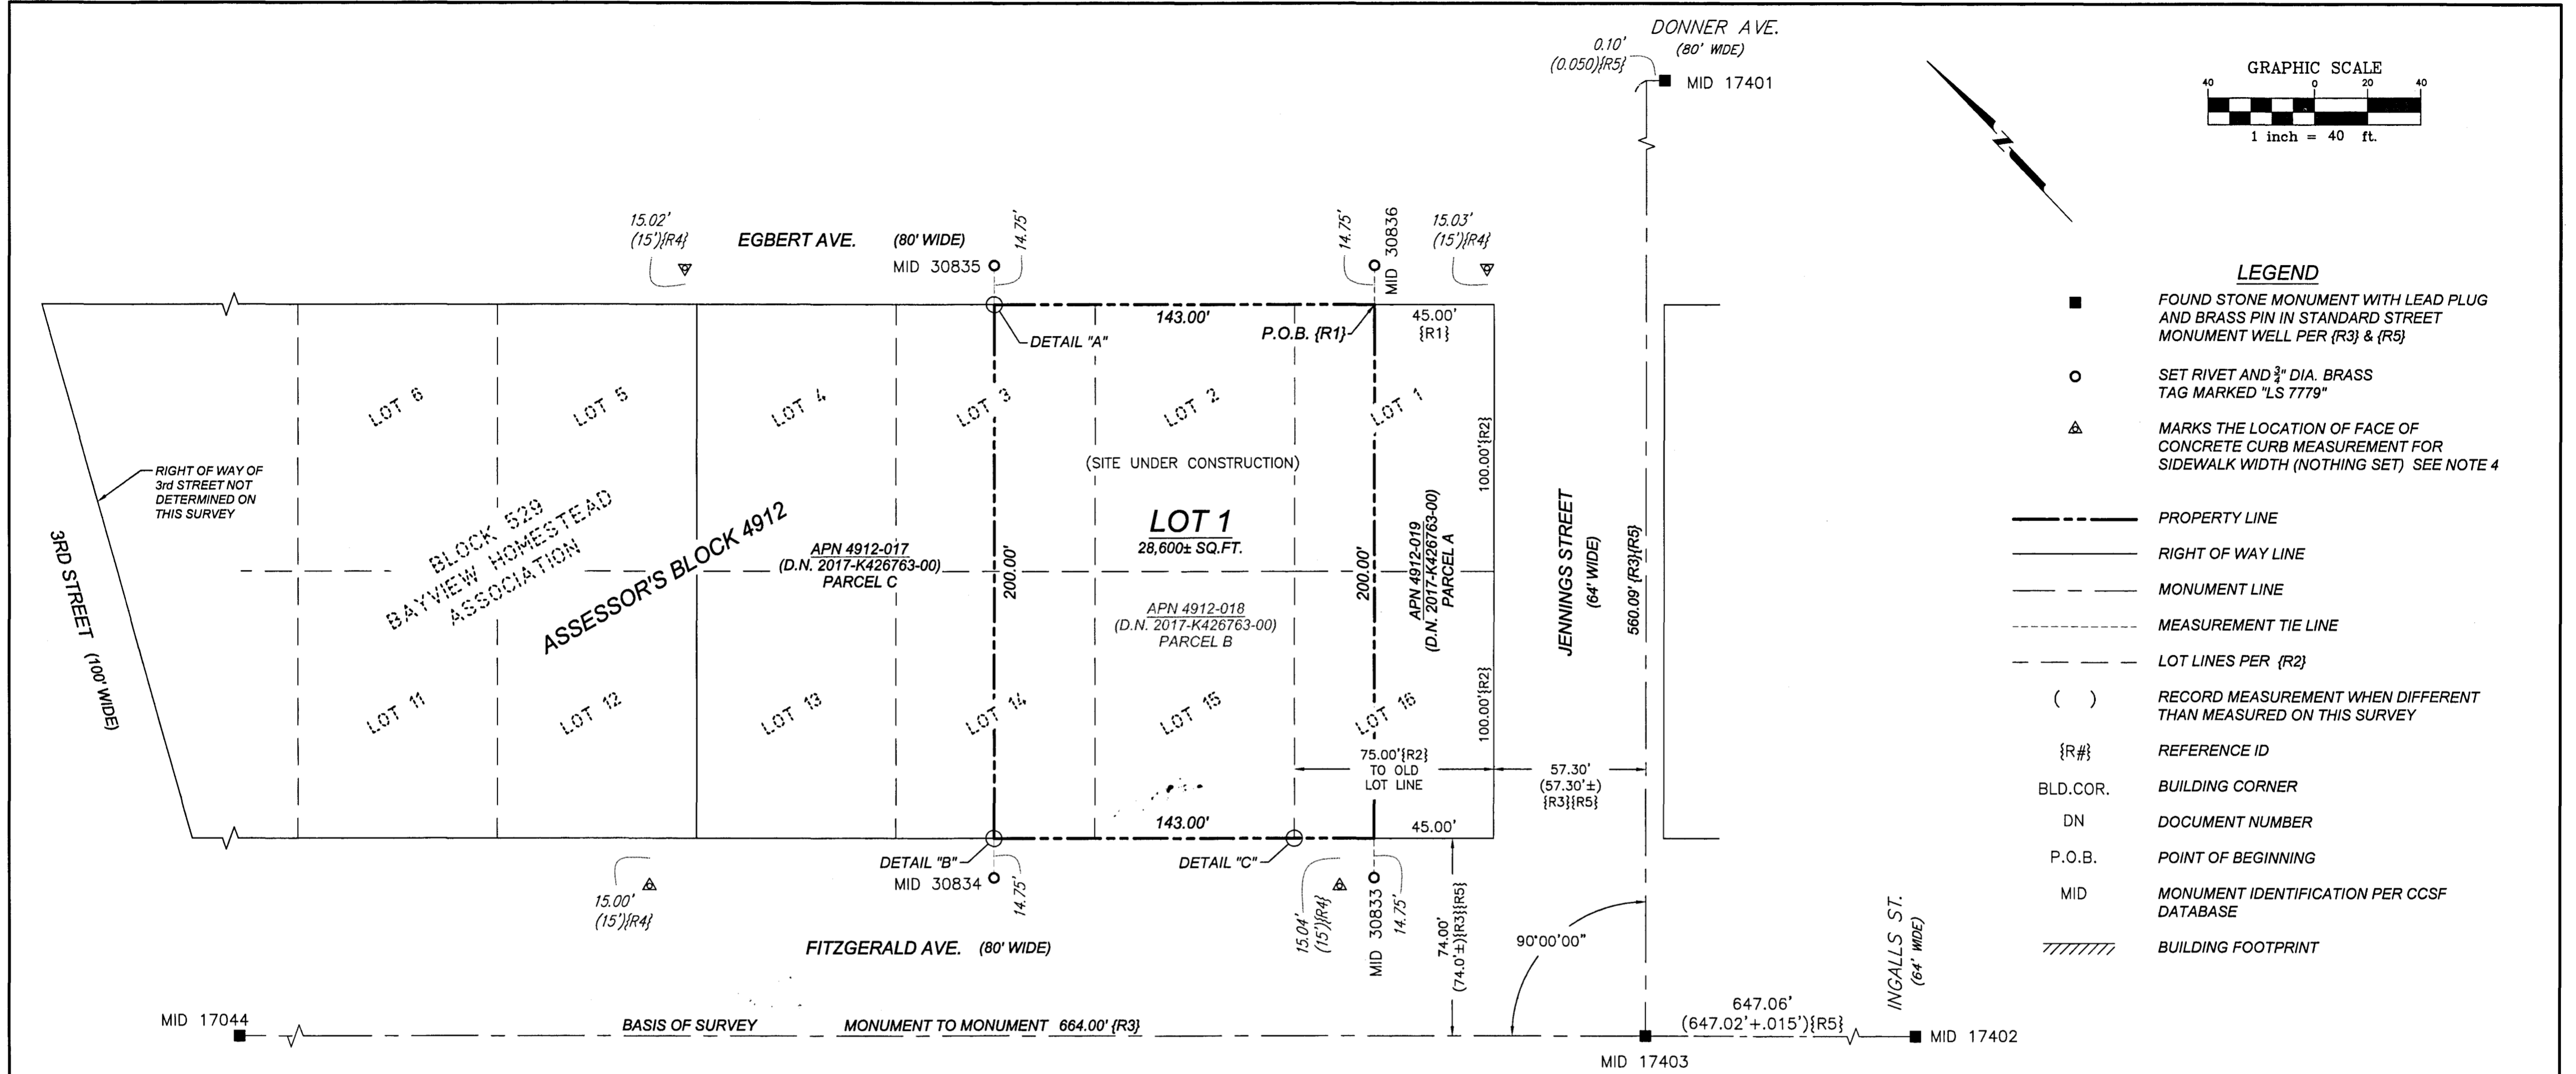 DONNER AVE.
(80' WIDE)
0.10'
(0.050){R5}
MID 17401
GRAPHIC SCALE
40 0 20 40
1 inch = 40 ft.
15.02'
(15'){R4}
EGBERT AVE. (80' WIDE)
MID 30835
14.75'
14.75'
MID 30836
15.03'
(15'){R4}
143.00'
DETAIL "A"
P.O.B. {R1}
45.00'
{R1}
LOT 6
LOT 5
LOT 4
LOT 3
LOT 2
LOT 1
RIGHT OF WAY OF
3rd STREET NOT
DETERMINED ON
THIS SURVEY
3RD STREET (100' WIDE)
BLOCK 529
BAYVIEW HOMESTEAD
ASSOCIATION
ASSESSOR'S BLOCK 4912
APN 4912-017
(D.N. 2017-K426763-00)
PARCEL C
200.00'
(SITE UNDER CONSTRUCTION)
LOT 1
28,600± SQ.FT.
APN 4912-018
(D.N. 2017-K426763-00)
PARCEL B
200.00'
APN 4912-019
(D.N. 2017-K426763-00)
PARCEL A
100.00'{R2}
100.00'{R2}
JENNINGS STREET
(64' WIDE)
560.09' {R3}{R5}
LOT 11
LOT 12
LOT 13
LOT 14
LOT 15
LOT 16
75.00'{R2}
TO OLD
LOT LINE
57.30'
(57.30'±)
{R3}{R5}
143.00'
45.00'
DETAIL "B"
MID 30834
14.75'
DETAIL "C"
15.00'
(15'){R4}
15.04'
(15'){R4}
MID 30833
14.75'
74.00'
(74.0'±){R3}{R5}
90°00'00"
FITZGERALD AVE. (80' WIDE)
INGALLS ST.
(64' WIDE)
MID 17044
BASIS OF SURVEY MONUMENT TO MONUMENT 664.00' {R3}
647.06'
(647.02'+.015'){R5}
MID 17402
MID 17403
LEGEND
FOUND STONE MONUMENT WITH LEAD PLUG
AND BRASS PIN IN STANDARD STREET
MONUMENT WELL PER {R3} & {R5}
SET RIVET AND 3/4" DIA. BRASS
TAG MARKED "LS 7779"
MARKS THE LOCATION OF FACE OF
CONCRETE CURB MEASUREMENT FOR
SIDEWALK WIDTH (NOTHING SET) SEE NOTE 4
PROPERTY LINE
RIGHT OF WAY LINE
MONUMENT LINE
MEASUREMENT TIE LINE
LOT LINES PER {R2}
( ) RECORD MEASUREMENT WHEN DIFFERENT
THAN MEASURED ON THIS SURVEY
{R#} REFERENCE ID
BLD.COR. BUILDING CORNER
DN DOCUMENT NUMBER
P.O.B. POINT OF BEGINNING
MID MONUMENT IDENTIFICATION PER CCSF
DATABASE
BUILDING FOOTPRINT
Z